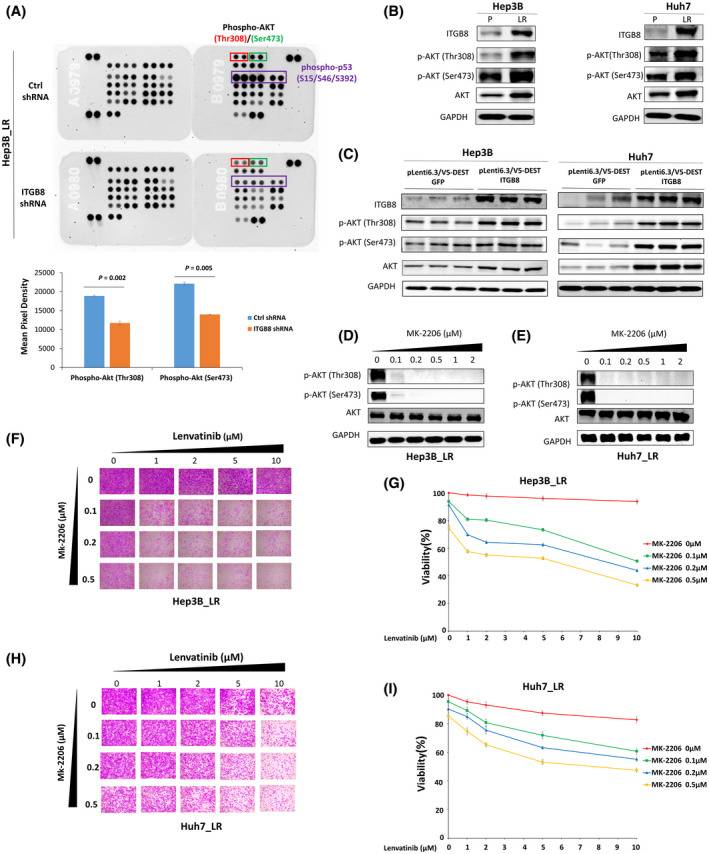 (A)
Phospho-AKT
(Thr308)/(Ser473)
Hep3B_LR
Ctrl
shRNA
A 0979
B 0979
phospho-p53
(S15/S46/S392)
ITGB8
shRNA
A 0980
B 0980
Mean Pixel Density
25000
20000
15000
10000
5000
0
P = 0.002
P = 0.005
Ctrl shRNA
ITGB8 shRNA
Phospho-Akt (Thr308)
Phospho-Akt (Ser473)
(B)
Hep3B
Huh7
P
LR
P
LR
ITGB8
p-AKT (Thr308)
p-AKT (Ser473)
AKT
GAPDH
ITGB8
p-AKT(Thr308)
p-AKT (Ser473)
AKT
GAPDH
(C)
Hep3B
Huh7
pLenti6.3/V5-DEST
GFP
pLenti6.3/V5-DEST
ITGB8
pLenti6.3/V5-DEST
GFP
pLenti6.3/V5-DEST
ITGB8
ITGB8
p-AKT (Thr308)
p-AKT (Ser473)
AKT
GAPDH
(D)
MK-2206 (μM)
0 0.1 0.2 0.5 1 2
p-AKT (Thr308)
p-AKT (Ser473)
AKT
GAPDH
Hep3B_LR
(E)
MK-2206 (μM)
0 0.1 0.2 0.5 1 2
p-AKT (Thr308)
p-AKT (Ser473)
AKT
GAPDH
Huh7_LR
(F)
Lenvatinib (μM)
0 1 2 5 10
Mk-2206 (μM)
0
0.1
0.2
0.5
Hep3B_LR
(G)
Hep3B_LR
Viability(%)
100
80
60
40
20
0
0 1 2 3 4 5 6 7 8 9 10
Lenvatinib (μM)
MK-2206 0μM
MK-2206 0.1μM
MK-2206 0.2μM
MK-2206 0.5μM
(H)
Lenvatinib (μM)
0 1 2 5 10
Mk-2206 (μM)
0
0.1
0.2
0.5
Huh7_LR
(I)
Huh7_LR
Viability(%)
100
80
60
40
20
0
0 1 2 3 4 5 6 7 8 9 10
Lenvatinib (μM)
MK-2206 0μM
MK-2206 0.1μM
MK-2206 0.2μM
MK-2206 0.5μM